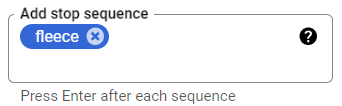 Add stop sequence
fleece
Press Enter after each sequence